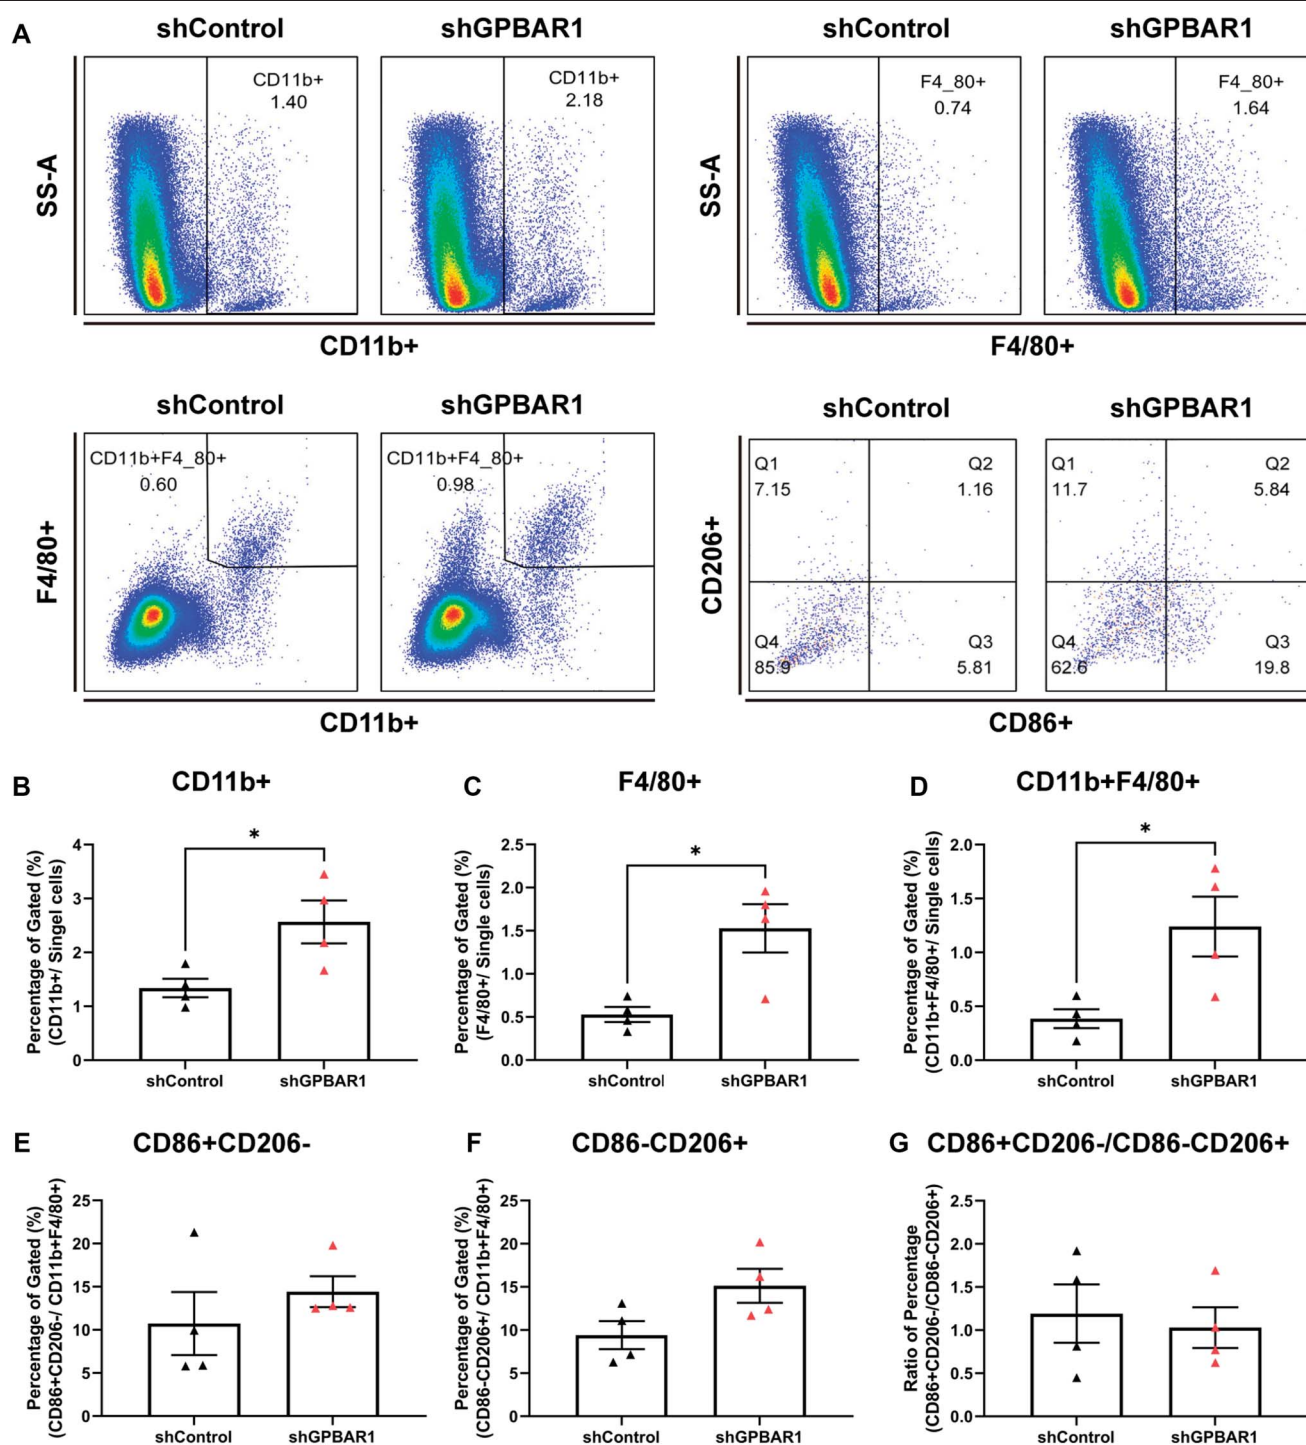 A
shControl
shGPBAR1
shControl
shGPBAR1
SS-A
CD11b+
1.40
CD11b+
2.18
CD11b+
SS-A
F4_80+
0.74
F4_80+
1.64
F4/80+
shControl
shGPBAR1
shControl
shGPBAR1
F4/80+
CD11b+F4_80+
0.60
CD11b+F4_80+
0.98
CD11b+
CD206+
Q1
7.15
Q2
1.16
Q4
85.9
Q3
5.81
Q1
11.7
Q2
5.84
Q4
62.6
Q3
19.8
CD86+
B
CD11b+
Percentage of Gated (%)
(CD11b+/ Singel cells)
4
3
2
1
0
*
shControl
shGPBAR1
C
F4/80+
Percentage of Gated (%)
(F4/80+/ Single cells)
2.5
2.0
1.5
1.0
0.5
0.0
*
shControl
shGPBAR1
D
CD11b+F4/80+
Percentage of Gated (%)
(CD11b+F4/80+/ Single cells)
2.0
1.5
1.0
0.5
0.0
*
shControl
shGPBAR1
E
CD86+CD206-
Percentage of Gated (%)
(CD86+CD206-/ CD11b+F4/80+)
25
20
15
10
5
0
shControl
shGPBAR1
F
CD86-CD206+
Percentage of Gated (%)
(CD86-CD206+/ CD11b+F4/80+)
25
20
15
10
5
0
shControl
shGPBAR1
G
CD86+CD206-/CD86-CD206+
Ratio of Percentage
(CD86+CD206-/CD86-CD206+)
2.5
2.0
1.5
1.0
0.5
0.0
shControl
shGPBAR1